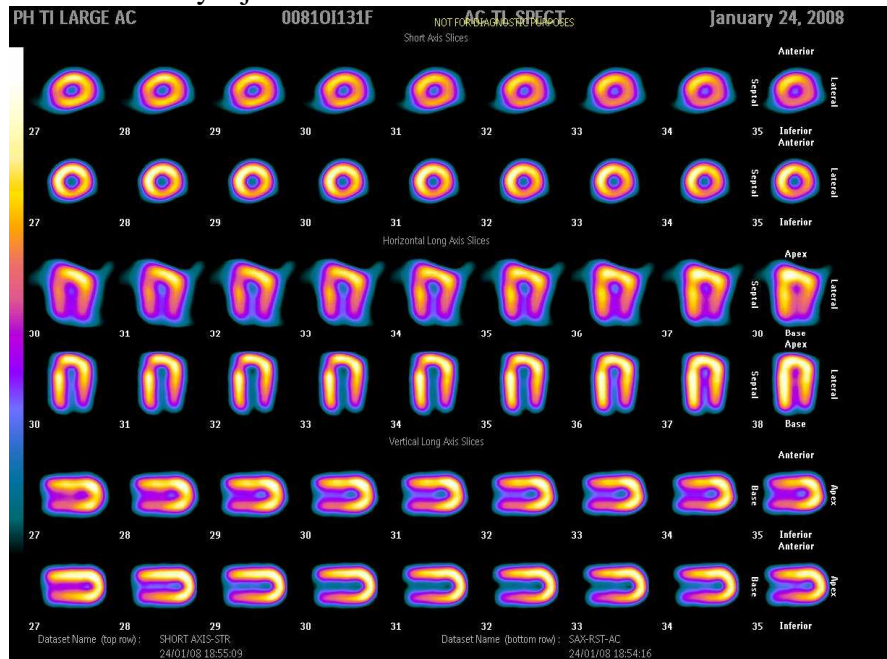 PH TI LARGE AC 00810I131F AC TI SPECT January 24, 2008
NOT FOR DIAGNOSTIC PURPOSES
Short Axis Slices
Anterior
Septal
Lateral
27 28 29 30 31 32 33 34 35 Inferior
Anterior
Septal
Lateral
27 28 29 30 31 32 33 34 35 Inferior
Horizontal Long Axis Slices
Apex
Septal
Lateral
30 31 32 33 34 35 36 37 38 Base
Apex
Septal
Lateral
30 31 32 33 34 35 36 37 38 Base
Vertical Long Axis Slices
Anterior
Base
Apex
27 28 29 30 31 32 33 34 35 Inferior
Anterior
Base
Apex
27 28 29 30 31 32 33 34 35 Inferior
Dataset Name (top row) : SHORT AXIS-STR Dataset Name (bottom row) : SAX-RST-AC
24/01/08 18:55:09 24/01/08 18:54:16